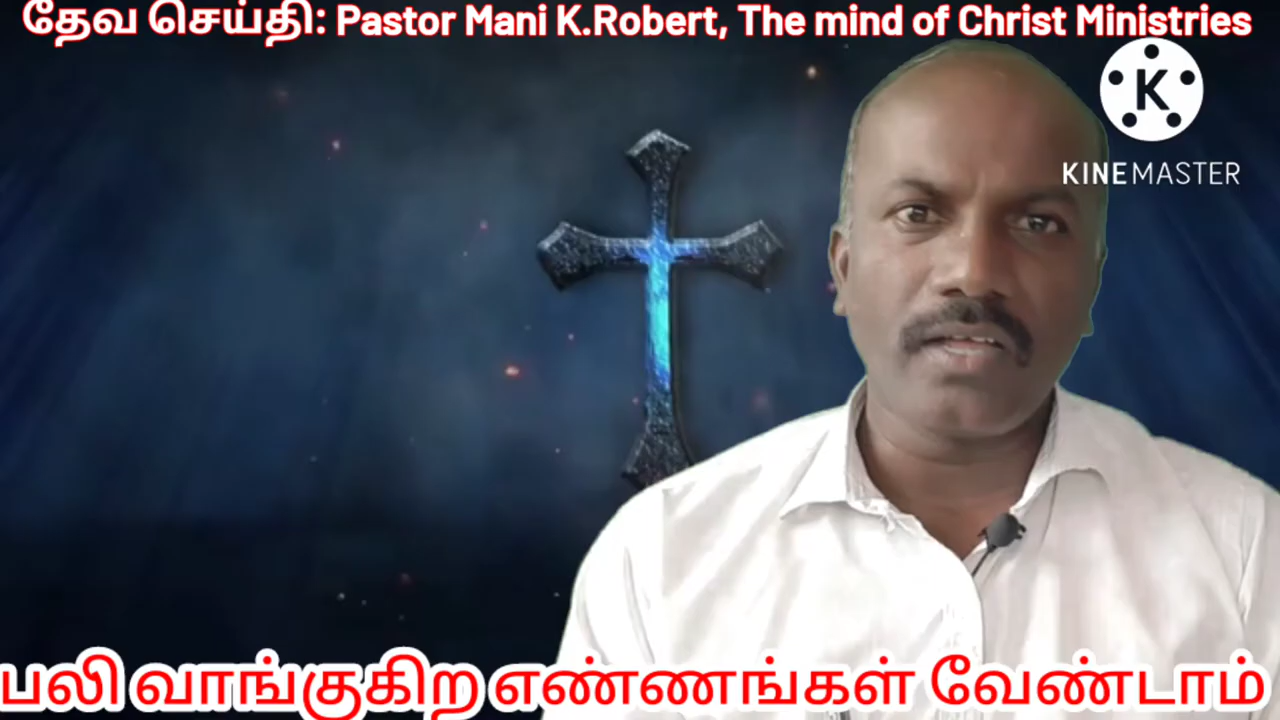 தேவ செய்தி: Pastor Mani K.Robert, The mind of Christ Ministries
K
KINEMASTER
பலி வாங்குகிற எண்ணங்கள் வேண்டாம்